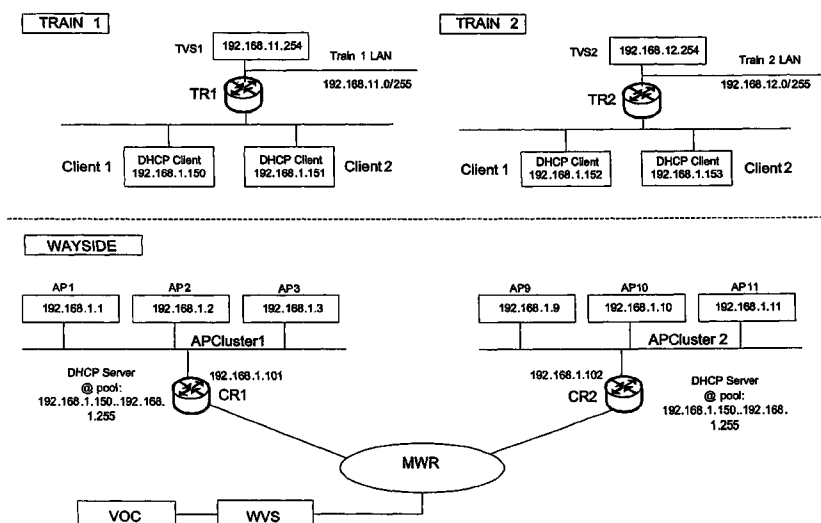 TRAIN 1
TVS1
192.168.11.254
Train 1 LAN
192.168.11.0/255
TR1
Client 1
DHCP Client
192.168.1.150
DHCP Client
192.168.1.151
Client 2
TRAIN 2
TVS2
192.168.12.254
Train 2 LAN
192.168.12.0/255
TR2
Client 1
DHCP Client
192.168.1.152
DHCP Client
192.168.1.153
Client 2
WAYSIDE
AP1
192.168.1.1
AP2
192.168.1.2
AP3
192.168.1.3
APCluster1
DHCP Server
@ pool:
192.168.1.150..192.168.
1.255
192.168.1.101
CR1
AP9
192.168.1.9
AP10
192.168.1.10
AP11
192.168.1.11
APCluster 2
192.168.1.102
CR2
DHCP Server
@ pool:
192.168.1.150..192.168.
1.255
MWR
VOC
WVS